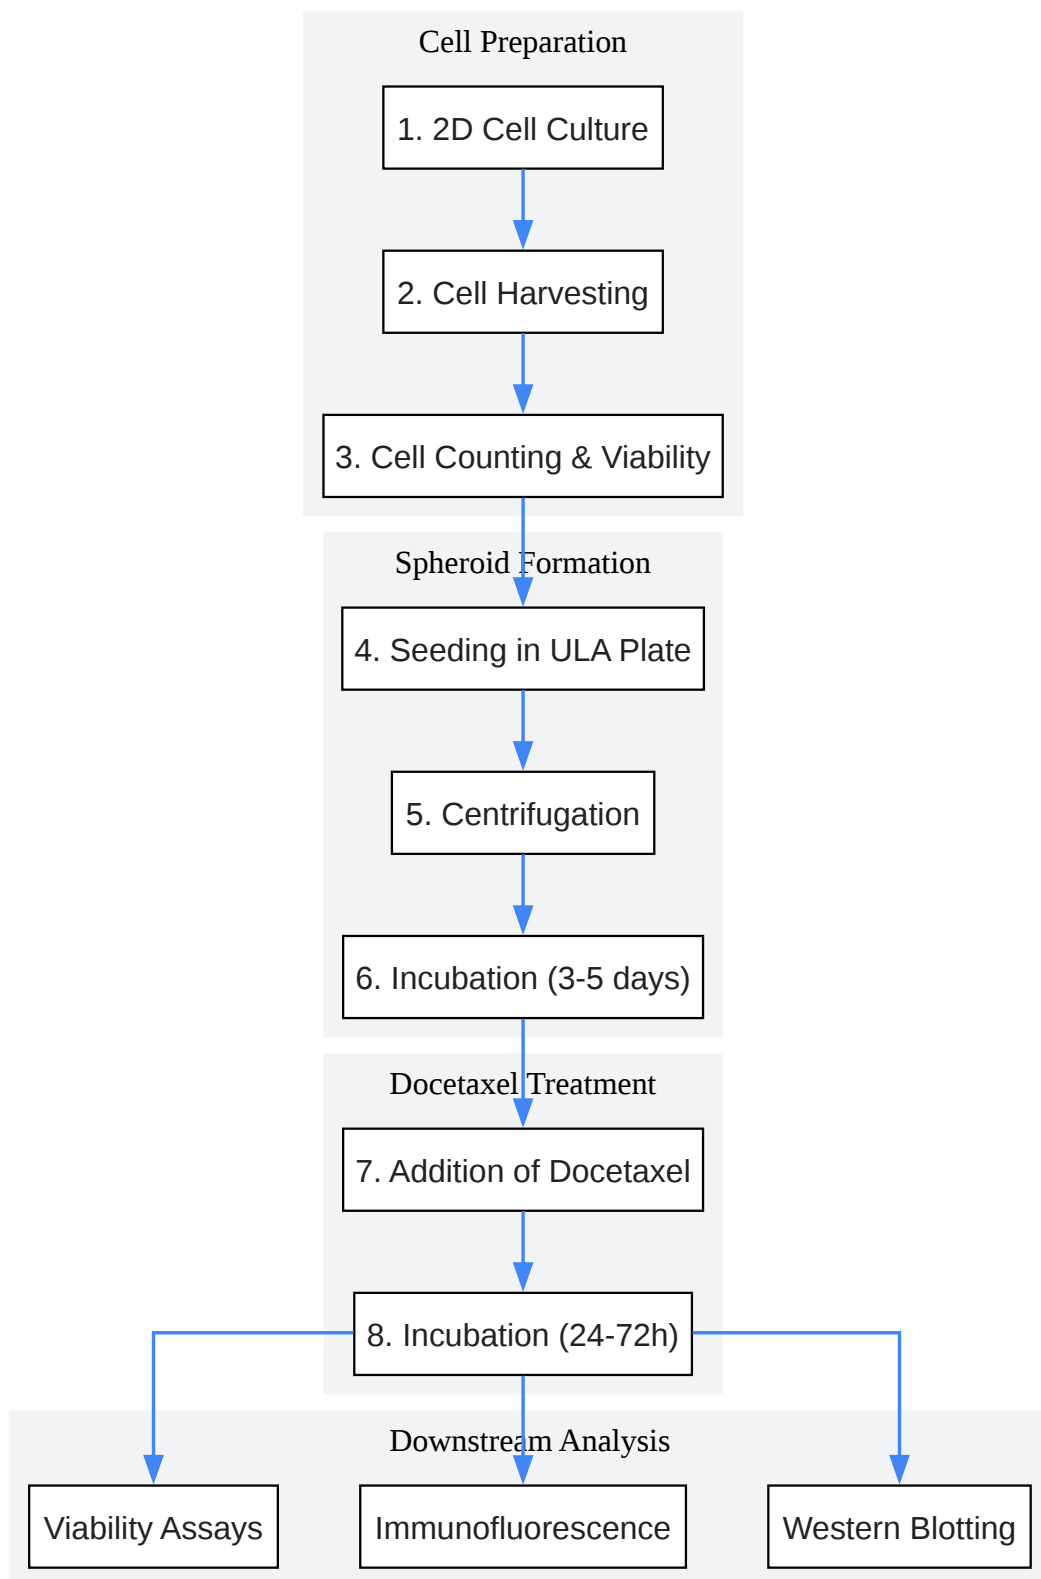 Cell Preparation
1. 2D Cell Culture
2. Cell Harvesting
3. Cell Counting & Viability
Spheroid Formation
4. Seeding in ULA Plate
5. Centrifugation
6. Incubation (3-5 days)
Docetaxel Treatment
7. Addition of Docetaxel
8. Incubation (24-72h)
Downstream Analysis
Viability Assays
Immunofluorescence
Western Blotting